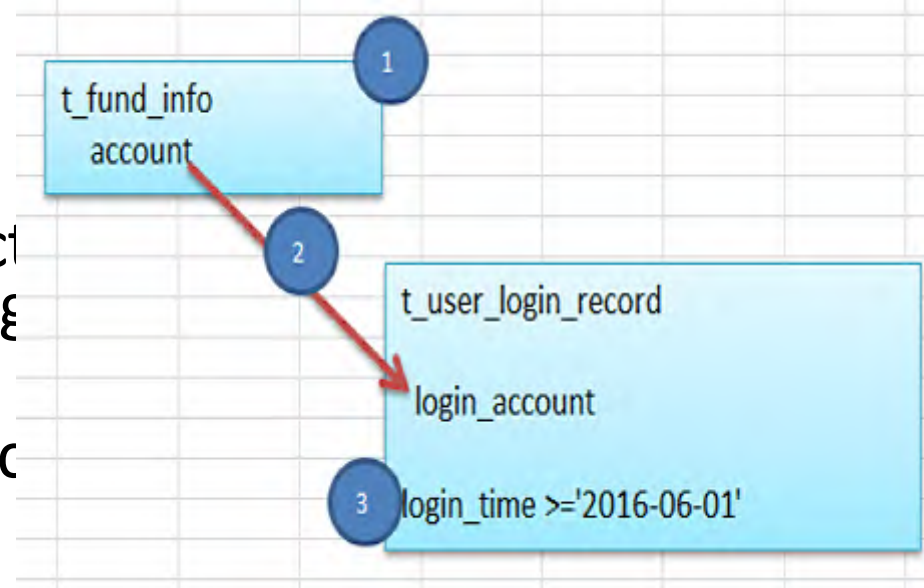 1
t_fund_info
account
2
t_user_login_record
login_account
3
login_time >='2016-06-01'